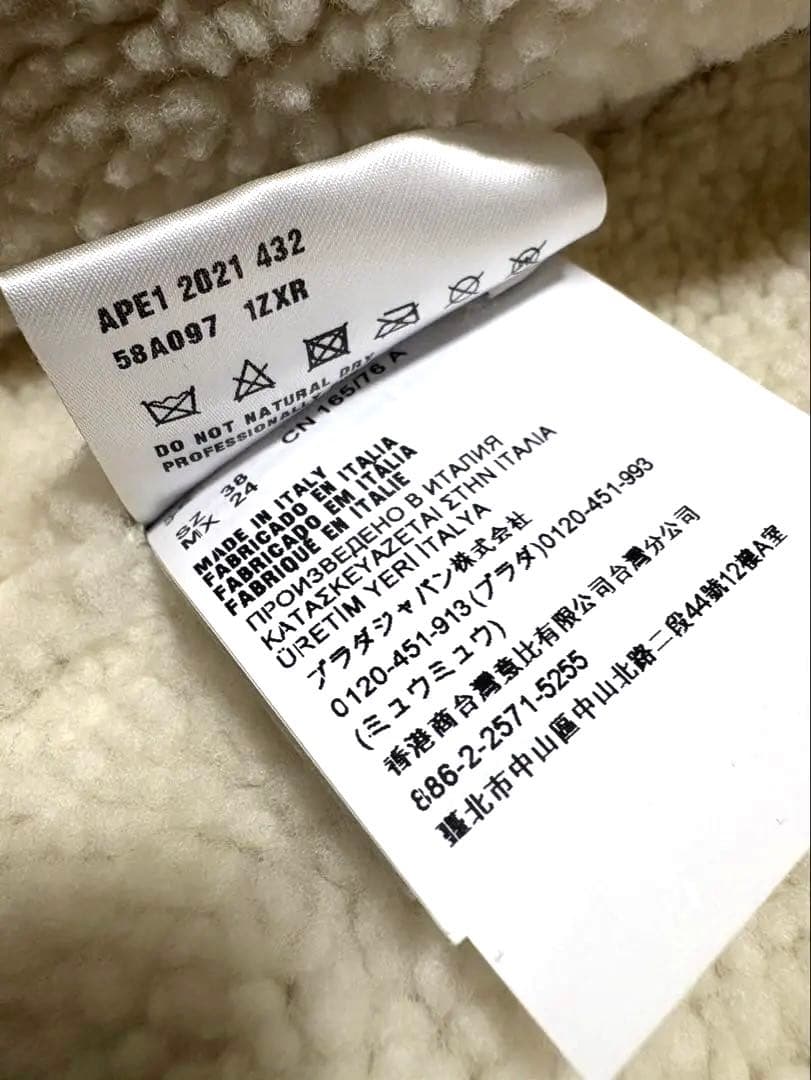 APE1 2021 432
58A097 1ZXR
DO NOT NATURAL DRY
PROFESSIONALLY
CN 165/76 A
SZ 38
MX 24
MADE IN ITALY
FABRICADO EN ITALIA
FABRICADO EM ITÁLIA
FABRIQUÉ EN ITALIE
ПРОИЗВЕДЕНО В ИТАЛИЯ
ΚΑΤΑΣΚΕΥΑΖΕΤΑΙ ΣΤΗΝ ΙΤΑΛΙΑ
ÜRETIM YERI İTALYA
プラダジャパン株式会社
0120-451-913(プラダ)0120-451-993
(ミュウミュウ)
香港商台灣意比有限公司台灣分公司
886-2-2571-5255
臺北市中山區中山北路二段44號12樓A室